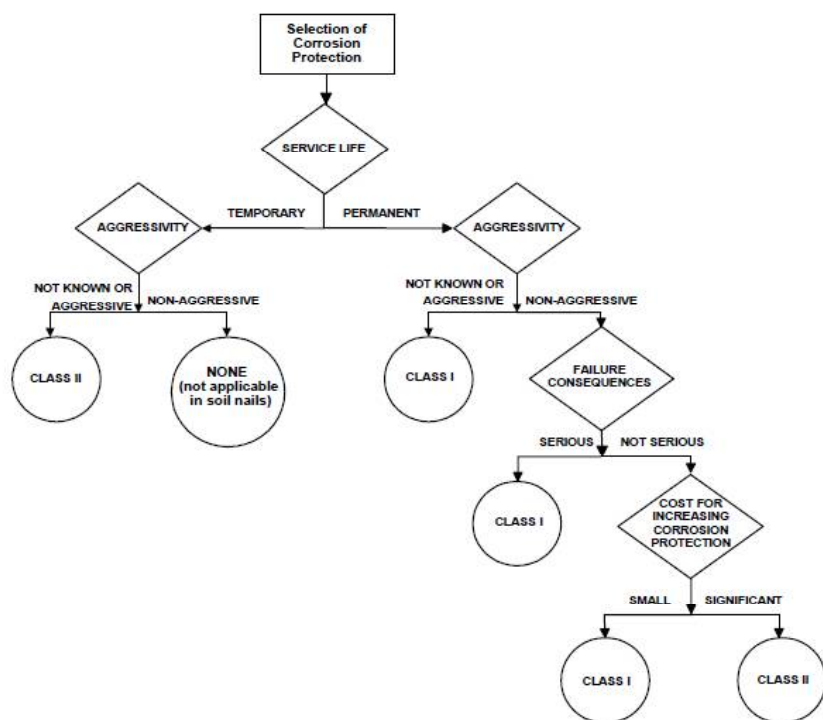 Selection of
Corrosion
Protection
SERVICE LIFE
TEMPORARY
PERMANENT
AGGRESSIVITY
AGGRESSIVITY
NOT KNOWN OR
AGGRESSIVE
NON-AGGRESSIVE
NOT KNOWN OR
AGGRESSIVE
NON-AGGRESSIVE
CLASS II
NONE
(not applicable
in soil nails)
CLASS I
FAILURE
CONSEQUENCES
SERIOUS
NOT SERIOUS
CLASS I
COST FOR
INCREASING
CORROSION
PROTECTION
SMALL
SIGNIFICANT
CLASS I
CLASS II